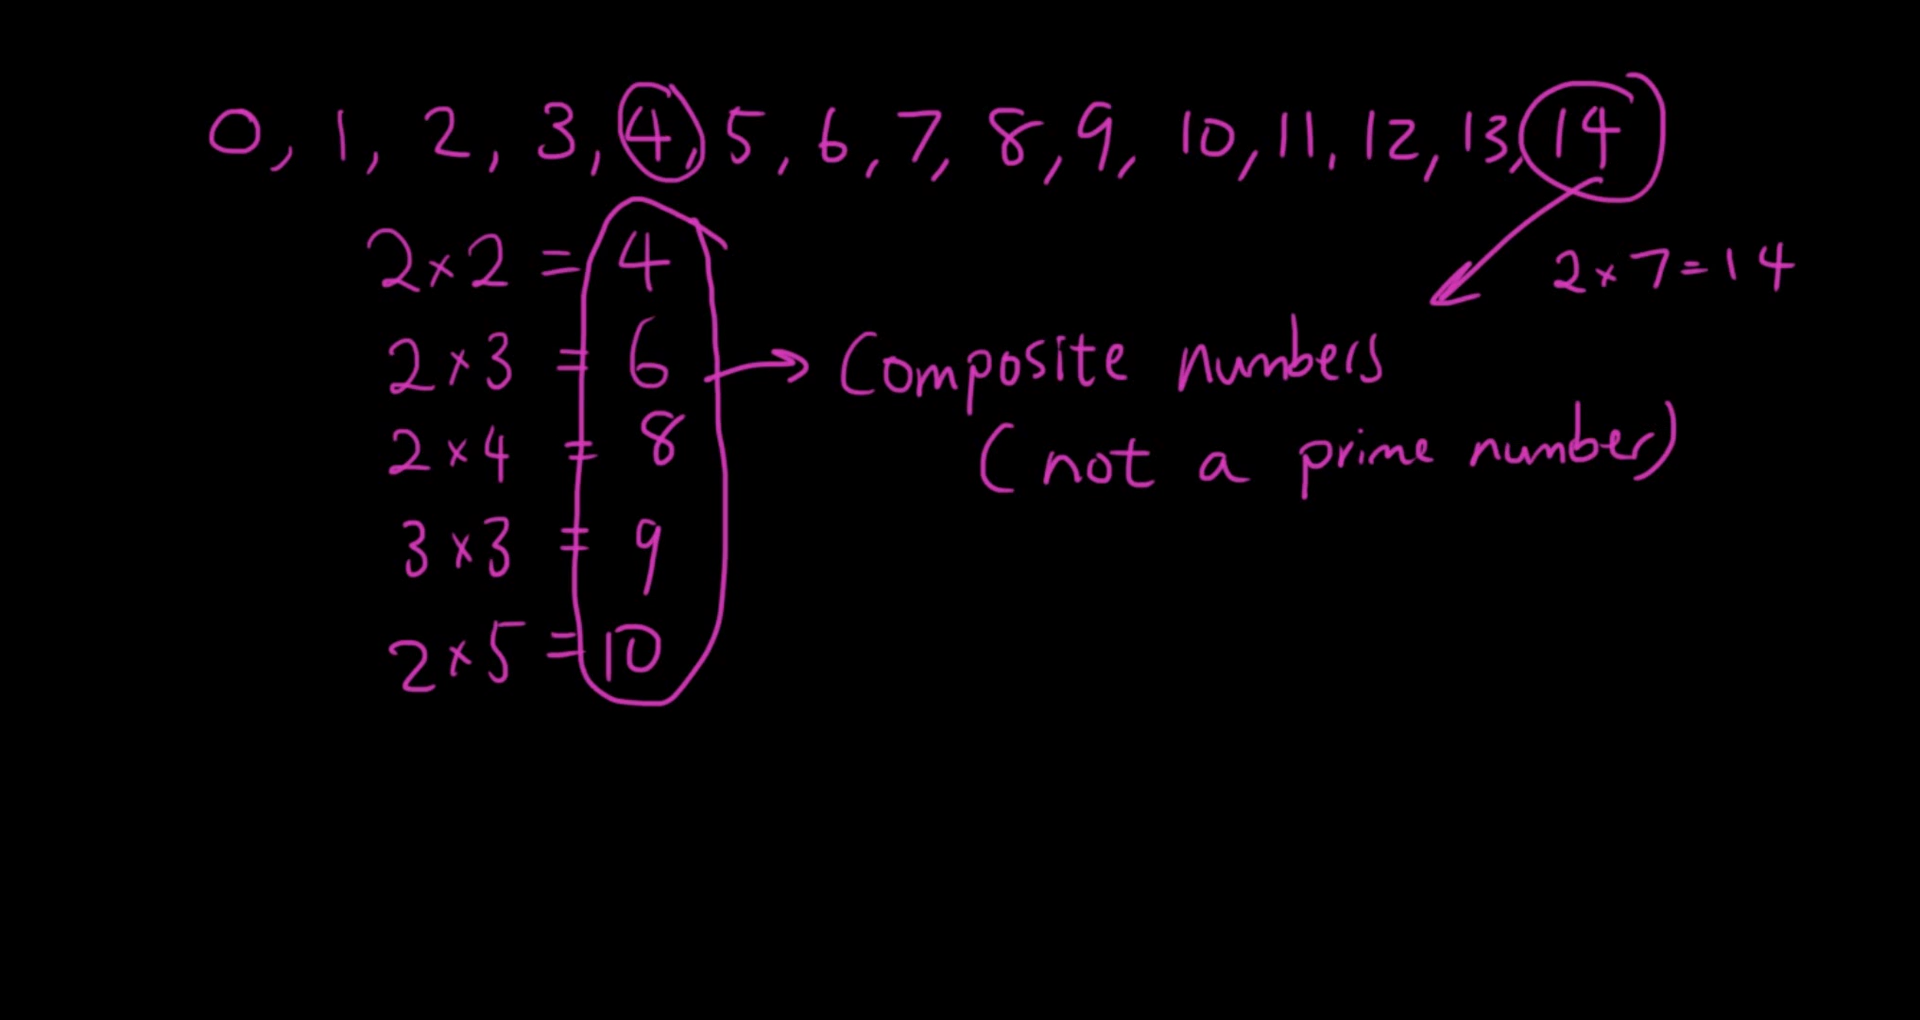 0, 1, 2, 3, 4, 5, 6, 7, 8, 9, 10, 11, 12, 13, 14
2 × 2 = 4
2 × 7 = 14
2 × 3 = 6
Composite numbers
2 × 4 = 8
(not a prime number)
3 × 3 = 9
2 × 5 = 10